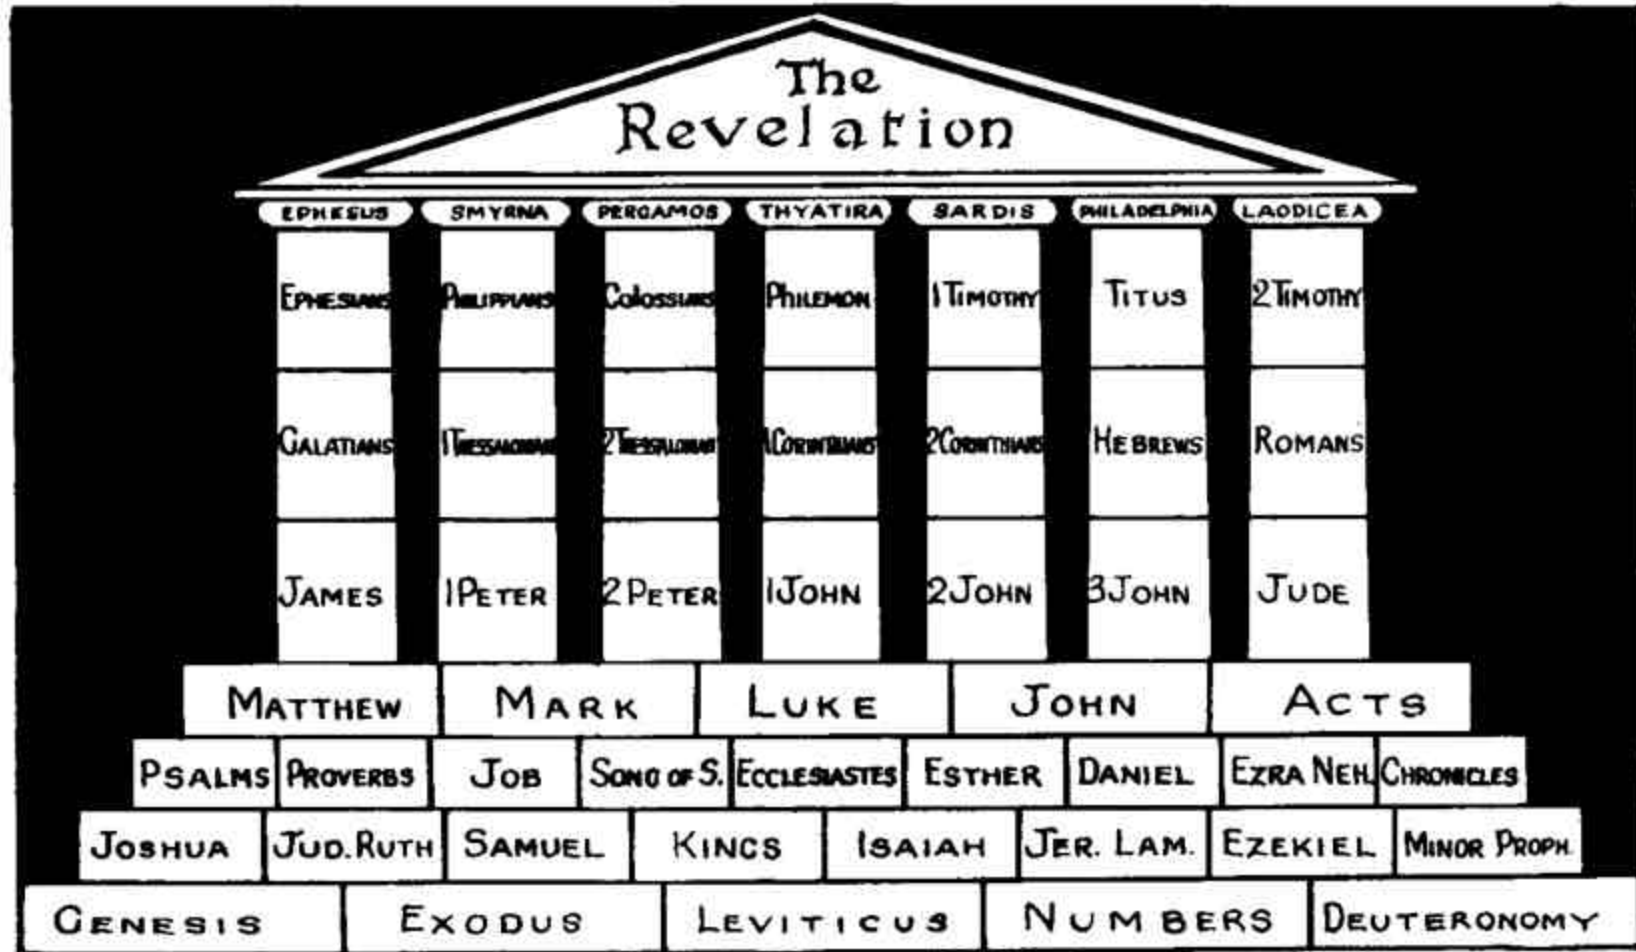 The
Revelation
EPHESUS SMYRNA PERGAMOS THYATIRA SARDIS PHILADELPHIA LAODICEA
EPHESIANS PHILIPPIANS COLOSSIANS PHILEMON 1 TIMOTHY TITUS 2 TIMOTHY
GALATIANS 1 THESSALONIANS 2 THESSALONIANS 1 CORINTHIANS 2 CORINTHIANS HEBREWS ROMANS
JAMES 1 PETER 2 PETER 1 JOHN 2 JOHN 3 JOHN JUDE
MATTHEW MARK LUKE JOHN ACTS
PSALMS PROVERBS JOB SONG OF S. ECCLESIASTES ESTHER DANIEL EZRA NEH. CHRONICLES
JOSHUA JUD. RUTH SAMUEL KINGS ISAIAH JER. LAM. EZEKIEL MINOR PROPH.
GENESIS EXODUS LEVITICUS NUMBERS DEUTERONOMY